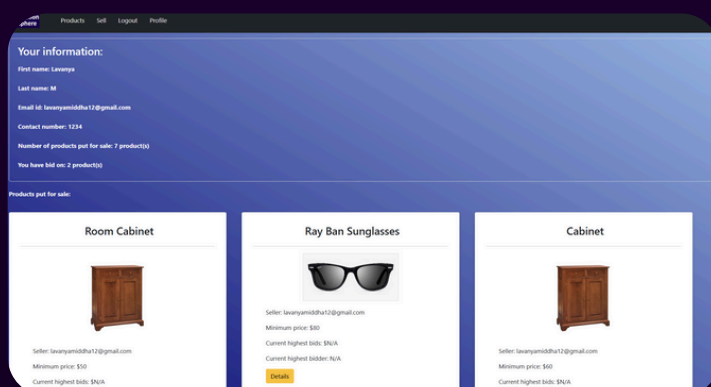 Products Sell Logout Profile
Your information:
First name: Lavanya
Last name: M
Email id: lavanyamiddha12@gmail.com
Contact number: 1234
Number of products put for sale: 7 product(s)
You have bid on: 2 product(s)
Products put for sale:
Room Cabinet
Seller: lavanyamiddha12@gmail.com
Minimum price: $50
Current highest bids: $N/A
Ray Ban Sunglasses
Seller: lavanyamiddha12@gmail.com
Minimum price: $80
Current highest bids: $N/A
Current highest bidder: N/A
Details
Cabinet
Seller: lavanyamiddha12@gmail.com
Minimum price: $60
Current highest bids: $N/A